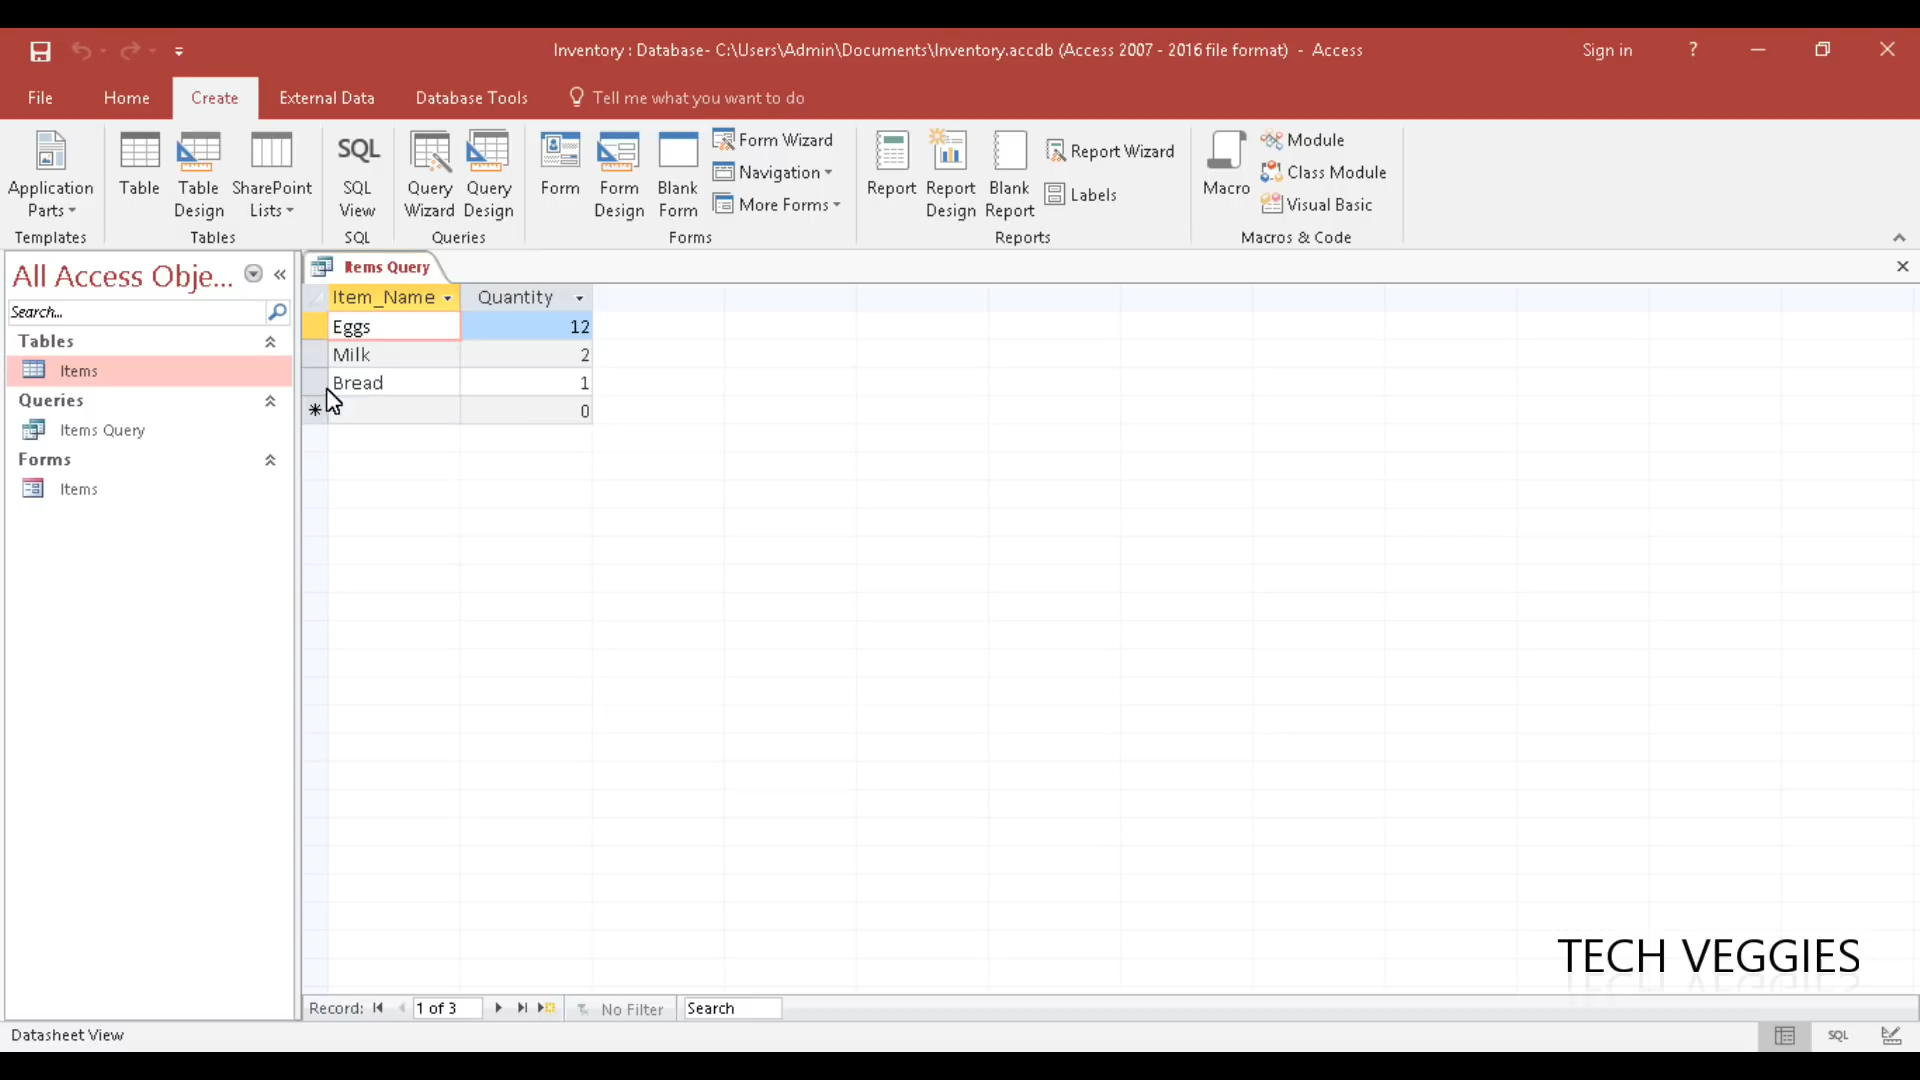 Inventory : Database- C:\Users\Admin\Documents\Inventory.accdb (Access 2007 - 2016 file format) - Access
Sign in
?
File
Home
Create
External Data
Database Tools
Tell me what you want to do
Application Parts
Table
Table Design
SharePoint Lists
SQL
SQL View
Query Wizard
Query Design
Form
Form Design
Blank Form
Form Wizard
Navigation
More Forms
Report
Report Design
Blank Report
Report Wizard
Labels
Macro
Module
Class Module
Visual Basic
Templates
Tables
SQL
Queries
Forms
Reports
Macros & Code
All Access Obje...
Search...
Tables
Items
Queries
Items Query
Forms
Items
Items Query
Item_Name Quantity
Eggs 12
Milk 2
Bread 1
* 0
TECH VEGGIES
Record: 1 of 3 No Filter Search
Datasheet View
SQL